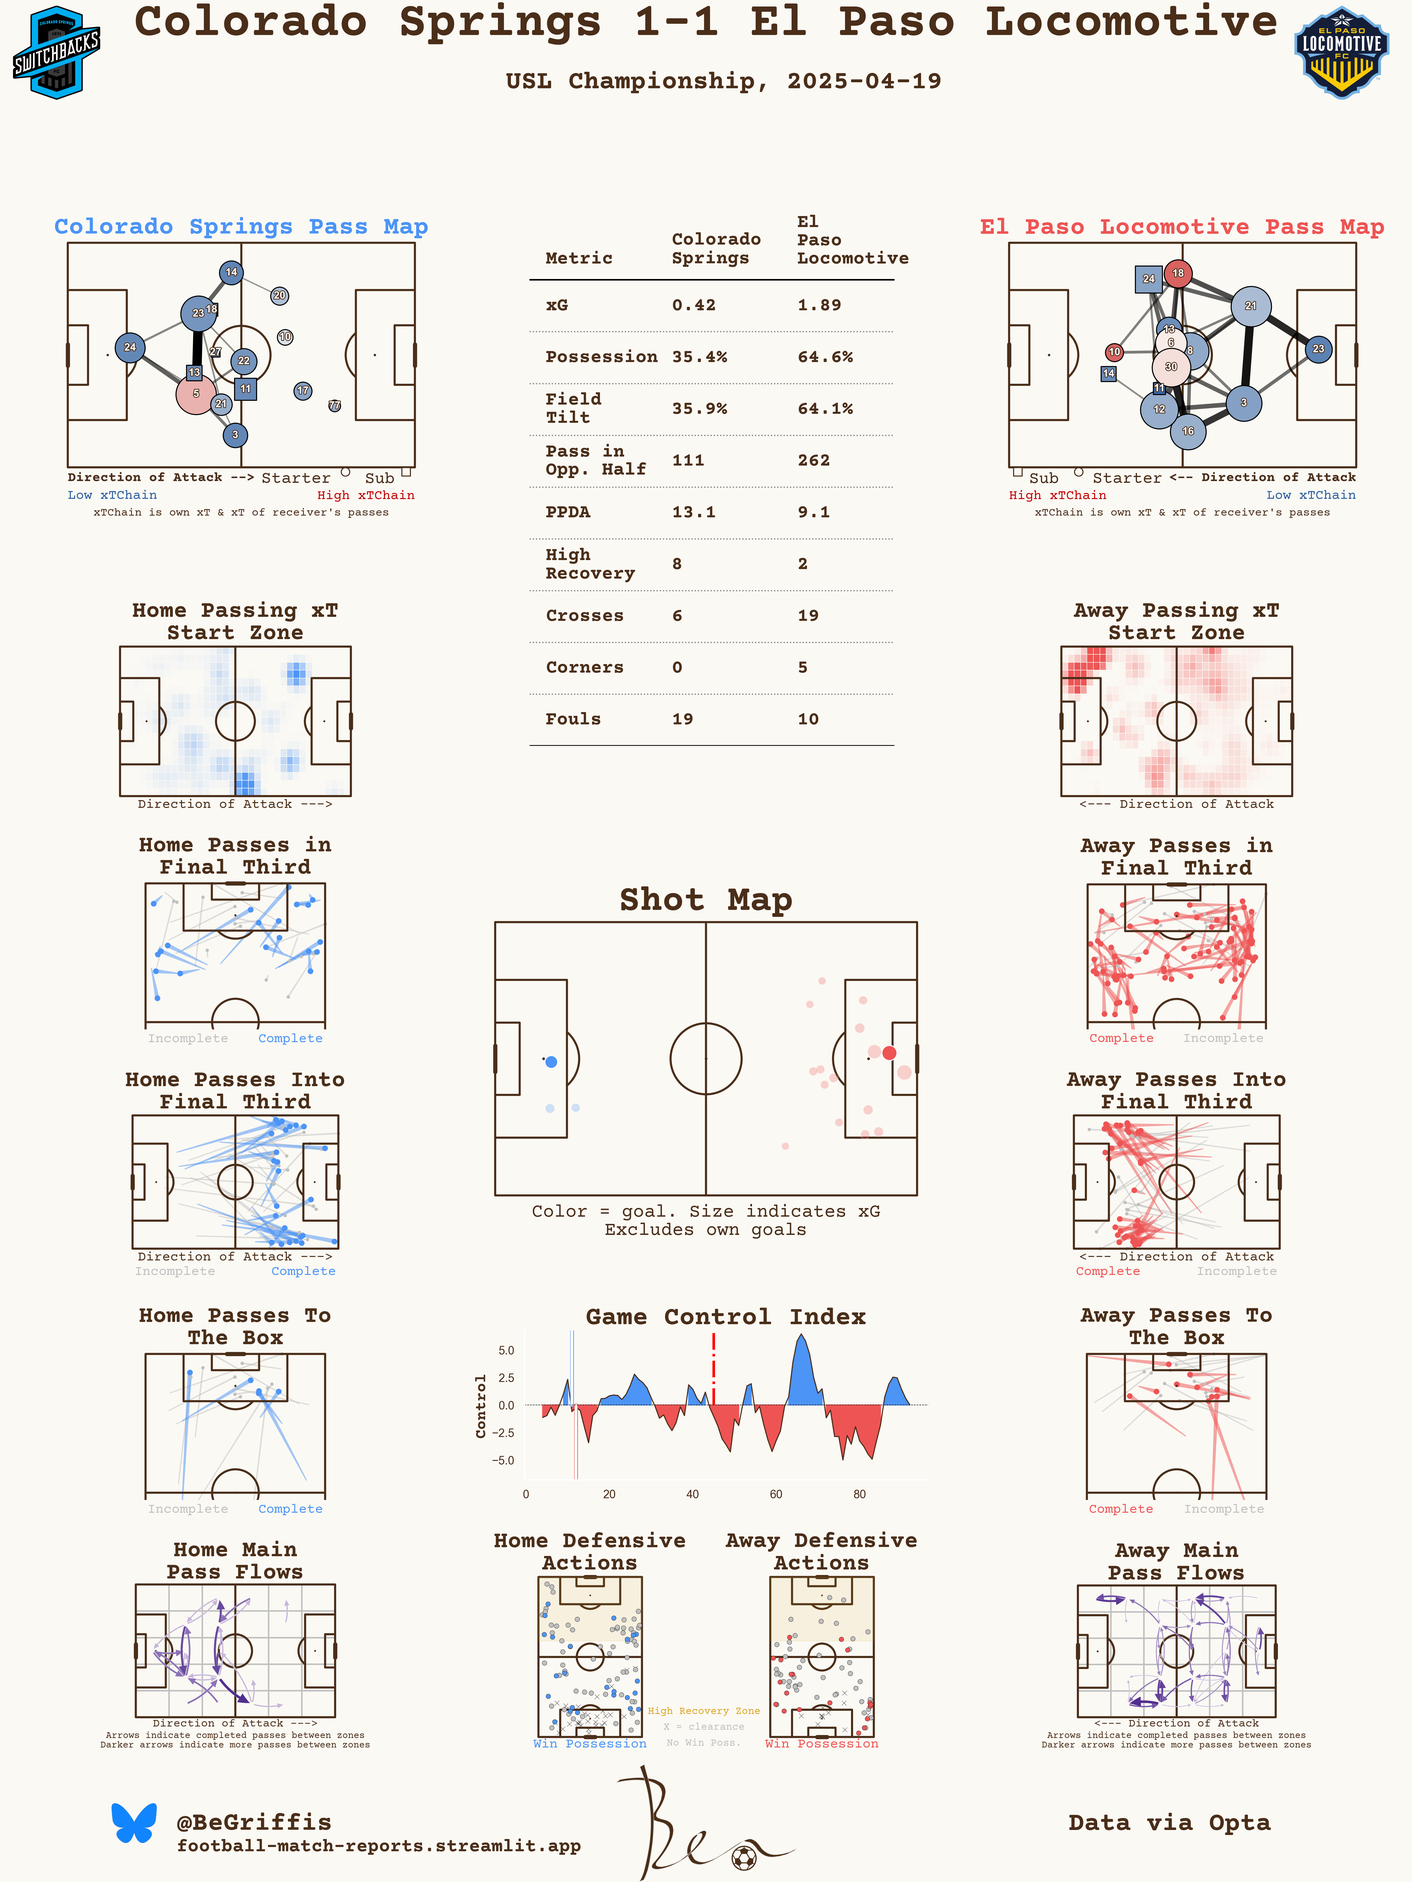 Colorado Springs 1-1 El Paso Locomotive
USL Championship, 2025-04-19
COLORADO SPRINGS
SWITCHBACKS
EL PASO
LOCOMOTIVE
FC
Colorado Springs Pass Map
14
20
23
18
10
24
27
22
13
5
11
17
21
77
3
Direction of Attack --> Starter Sub
Low xTChain High xTChain
xTChain is own xT & xT of receiver's passes
Metric Colorado Springs El Paso Locomotive
xG 0.42 1.89
Possession 35.4% 64.6%
Field Tilt 35.9% 64.1%
Pass in Opp. Half 111 262
PPDA 13.1 9.1
High Recovery 8 2
Crosses 6 19
Corners 0 5
Fouls 19 10
El Paso Locomotive Pass Map
24
18
21
13
6
8
10
23
30
14
11
12
3
16
Sub Starter <-- Direction of Attack
High xTChain Low xTChain
xTChain is own xT & xT of receiver's passes
Home Passing xT
Start Zone
Direction of Attack --->
Away Passing xT
Start Zone
<--- Direction of Attack
Home Passes in
Final Third
Incomplete Complete
Away Passes in
Final Third
Complete Incomplete
Shot Map
Color = goal. Size indicates xG
Excludes own goals
Home Passes Into
Final Third
Direction of Attack --->
Incomplete Complete
Away Passes Into
Final Third
<--- Direction of Attack
Complete Incomplete
Home Passes To
The Box
Incomplete Complete
Game Control Index
Control
5.0
2.5
0.0
−2.5
−5.0
0 20 40 60 80
Away Passes To
The Box
Complete Incomplete
Home Main
Pass Flows
Direction of Attack --->
Arrows indicate completed passes between zones
Darker arrows indicate more passes between zones
Home Defensive
Actions
Win Possession
Away Defensive
Actions
Win Possession
High Recovery Zone
X = clearance
No Win Poss.
Away Main
Pass Flows
<--- Direction of Attack
Arrows indicate completed passes between zones
Darker arrows indicate more passes between zones
@BeGriffis
football-match-reports.streamlit.app
Ben
Data via Opta